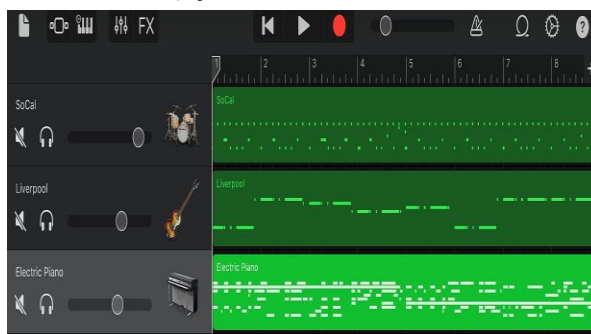 FX
?
1 2 3 4 5 6 7 8
SoCal
SoCal
Liverpool
Liverpool
Electric Piano
Electric Piano